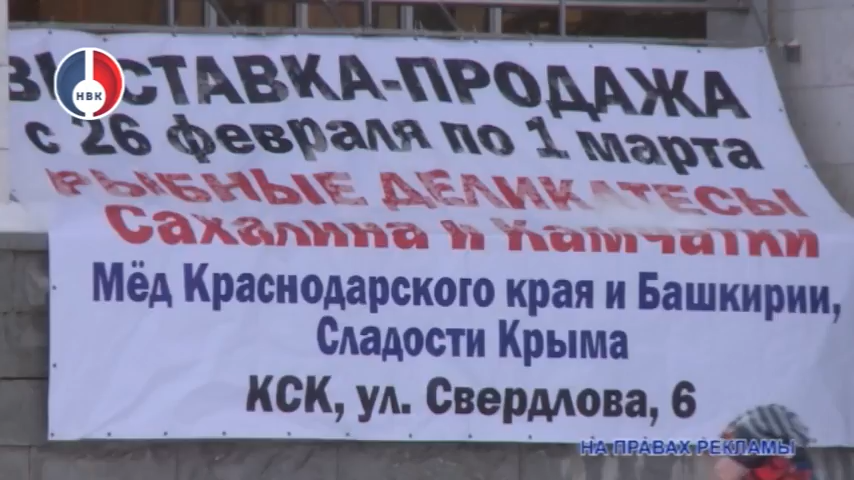 НВК
ВЫСТАВКА-ПРОДАЖА
с 26 февраля по 1 марта
РЫБНЫЕ ДЕЛИКАТЕСЫ
Сахалина и Камчатки
Мёд Краснодарского края и Башкирии,
Сладости Крыма
КСК, ул. Свердлова, 6
НА ПРАВАХ РЕКЛАМЫ